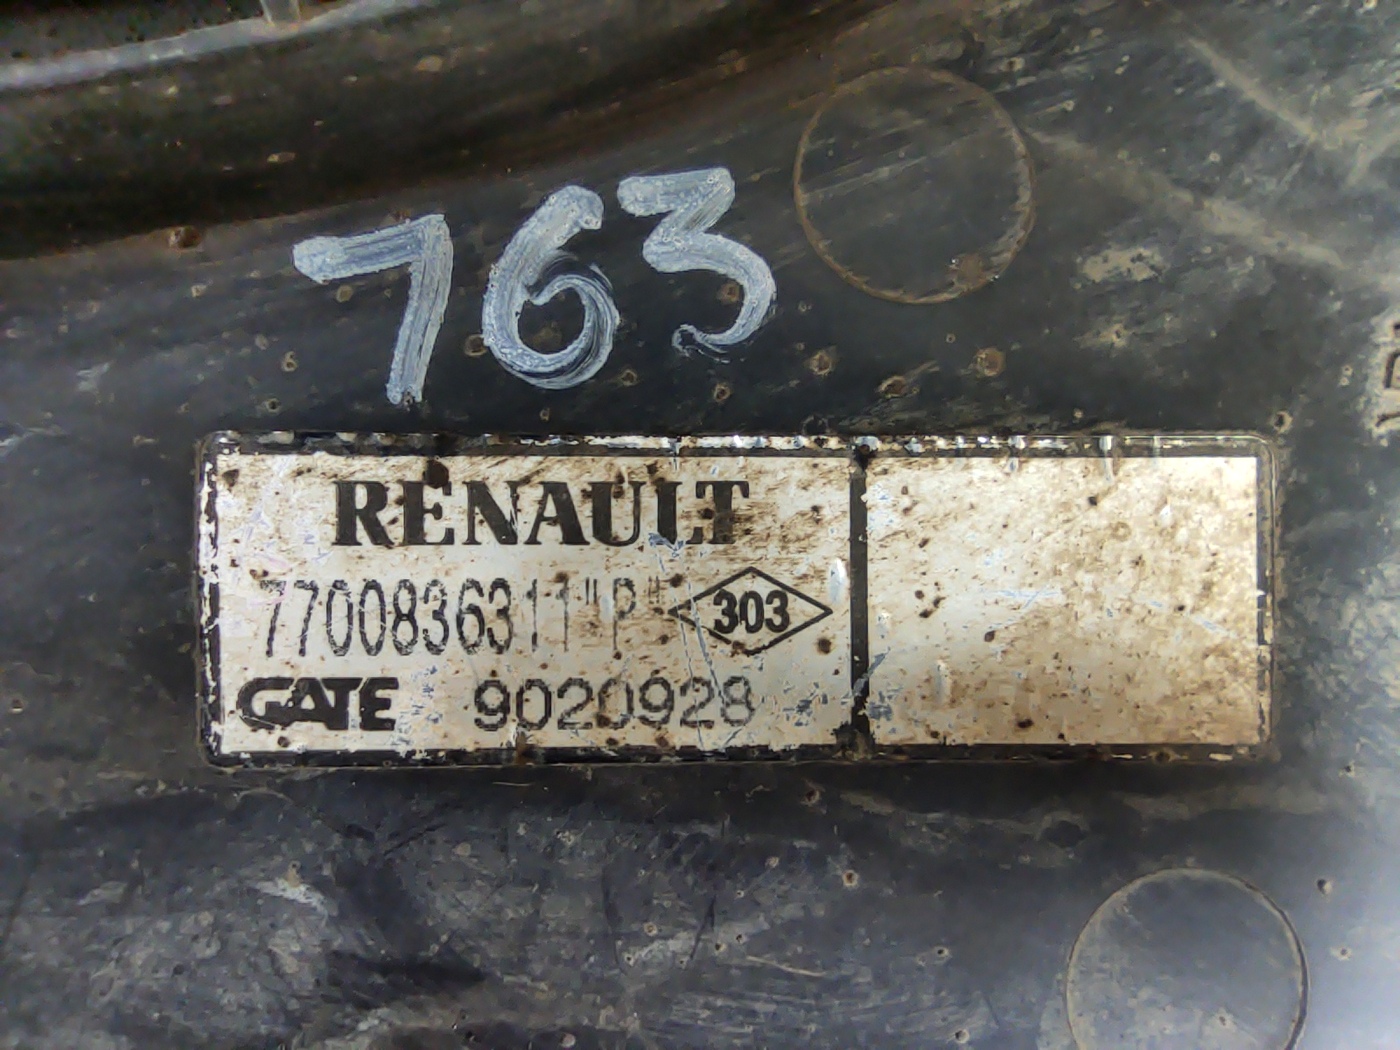 763
RENAULT
7700836311"P" 303
GATE 9020928